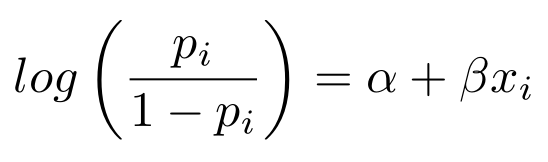 log(p_i / (1 − p_i)) = α + βx_i